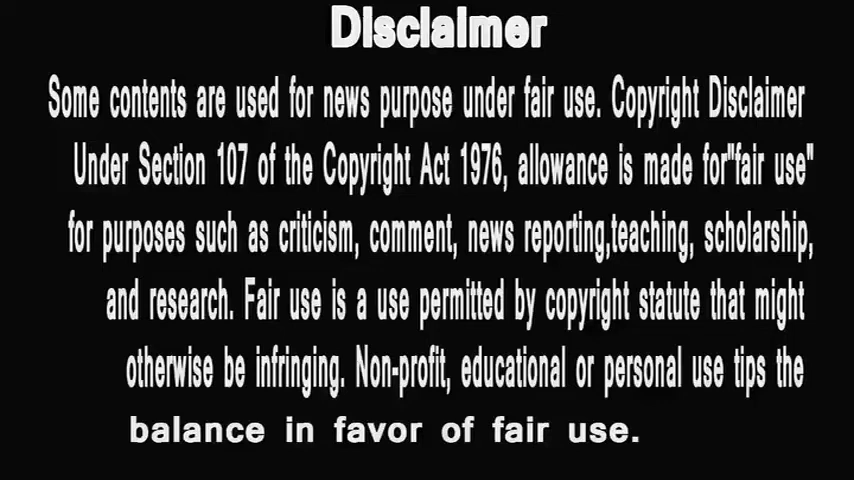 Disclaimer
Some contents are used for news purpose under fair use. Copyright Disclaimer
Under Section 107 of the Copyright Act 1976, allowance is made for"fair use"
for purposes such as criticism, comment, news reporting,teaching, scholarship,
and research. Fair use is a use permitted by copyright statute that might
otherwise be infringing. Non-profit, educational or personal use tips the
balance in favor of fair use.